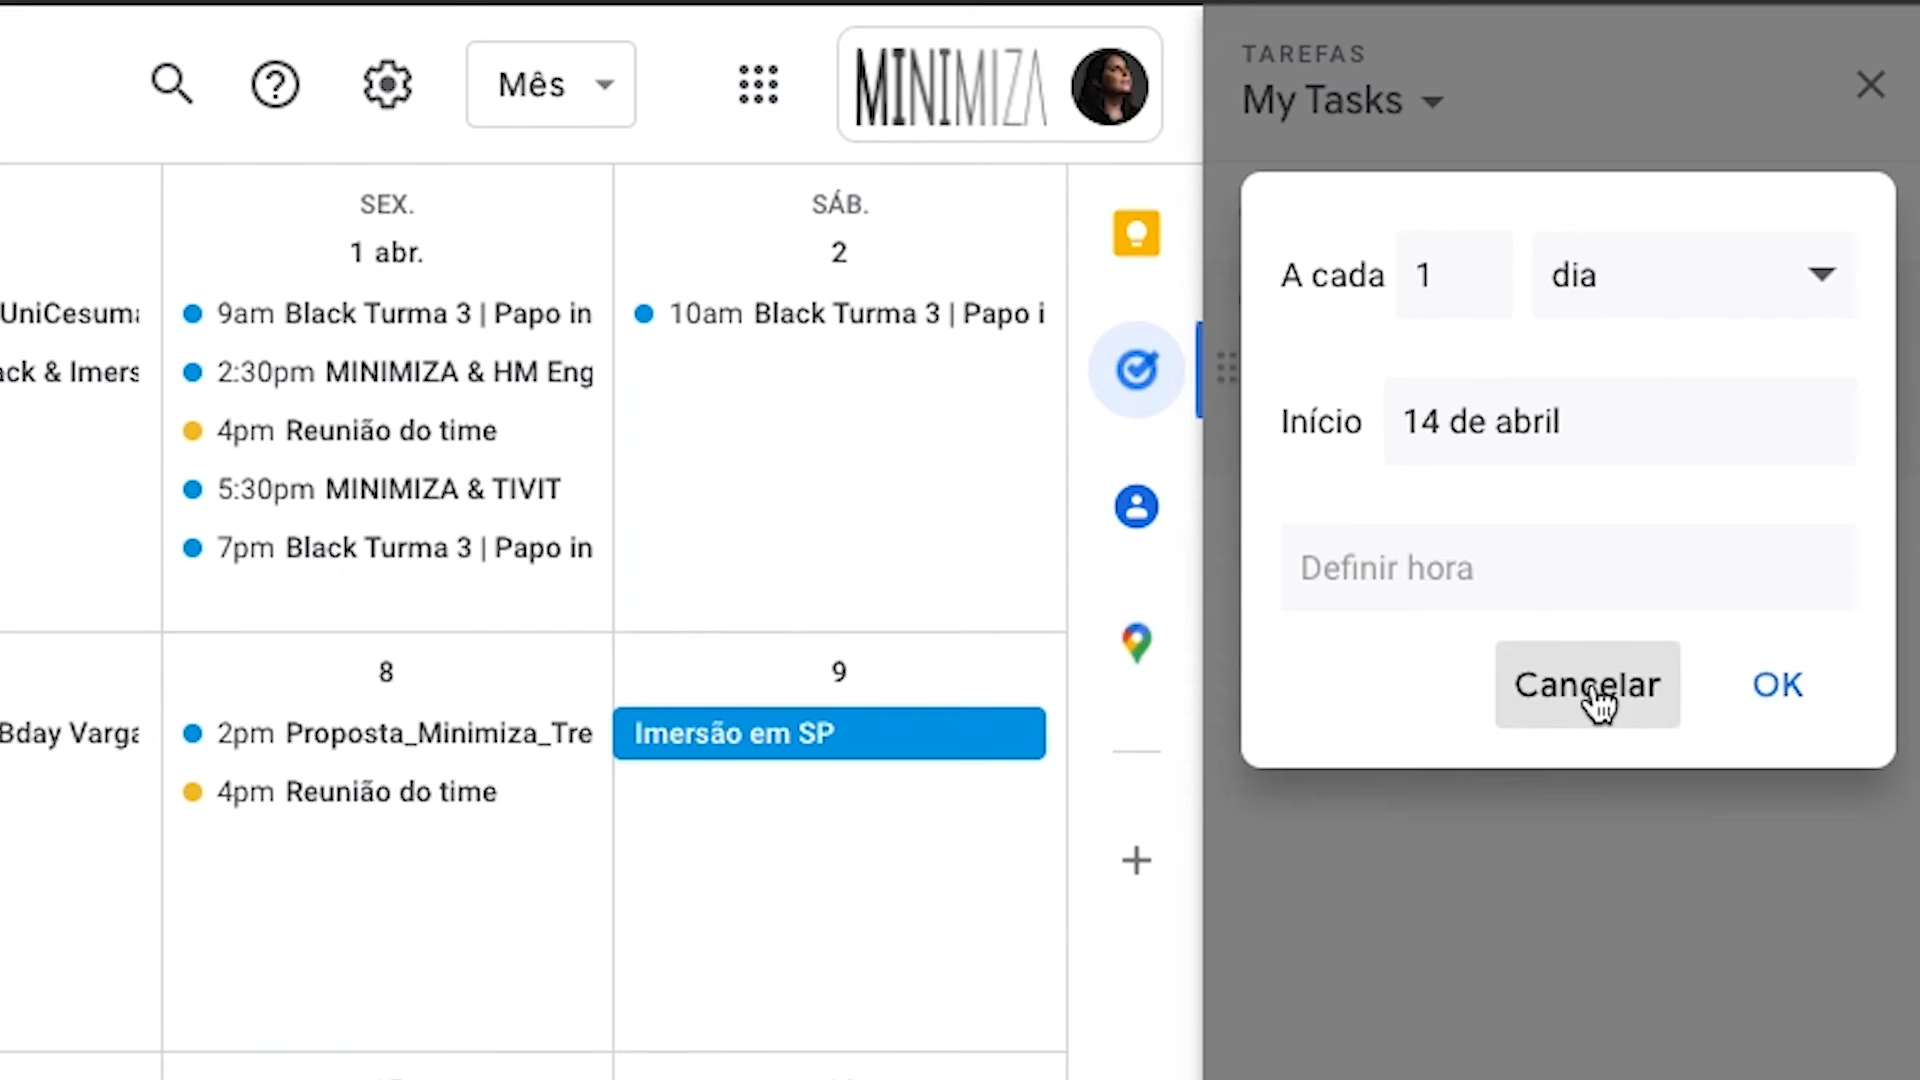 Mês
MINIMIZA
TAREFAS
My Tasks
SEX.
1 abr.
SÁB.
2
UniCesuma
ack & Imers
9am Black Turma 3 | Papo in
2:30pm MINIMIZA & HM Eng
4pm Reunião do time
5:30pm MINIMIZA & TIVIT
7pm Black Turma 3 | Papo in
10am Black Turma 3 | Papo i
8
9
Bday Varga
2pm Proposta_Minimiza_Tre
4pm Reunião do time
Imersão em SP
A cada 1 dia
Início 14 de abril
Definir hora
Cancelar
OK